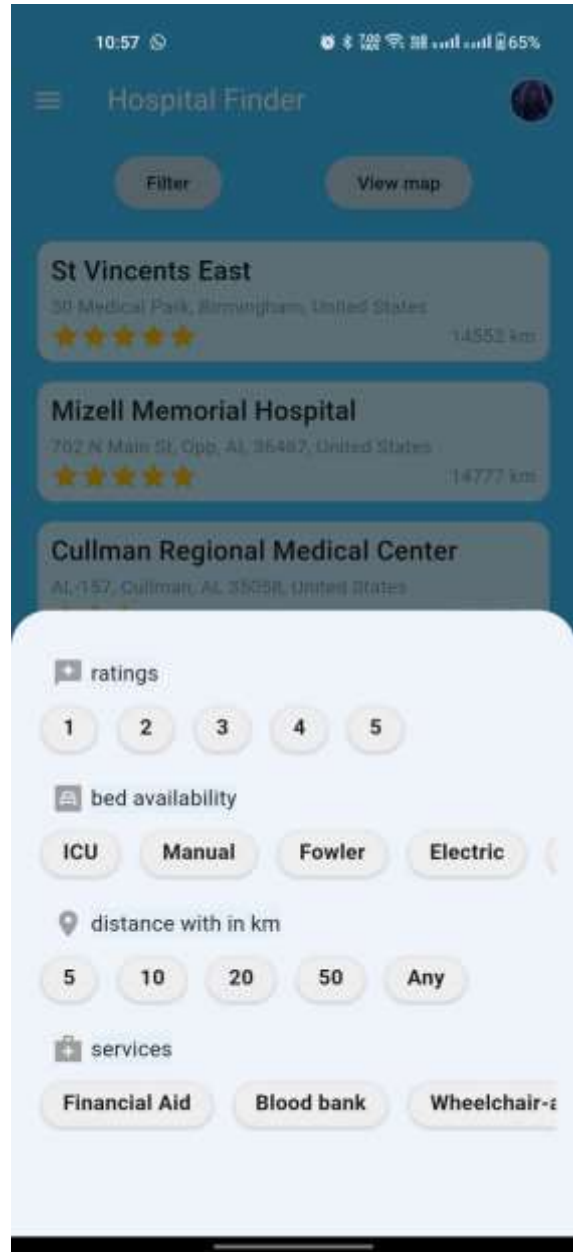 10:57 65%
Hospital Finder
Filter View map
St Vincents East
50 Medical Park, Birmingham, United States
14552 km
Mizell Memorial Hospital
702 N Main St, Opp, AL 36467, United States
14777 km
Cullman Regional Medical Center
AL-157, Cullman, AL 35058, United States
ratings
1 2 3 4 5
bed availability
ICU Manual Fowler Electric
distance with in km
5 10 20 50 Any
services
Financial Aid Blood bank Wheelchair-a